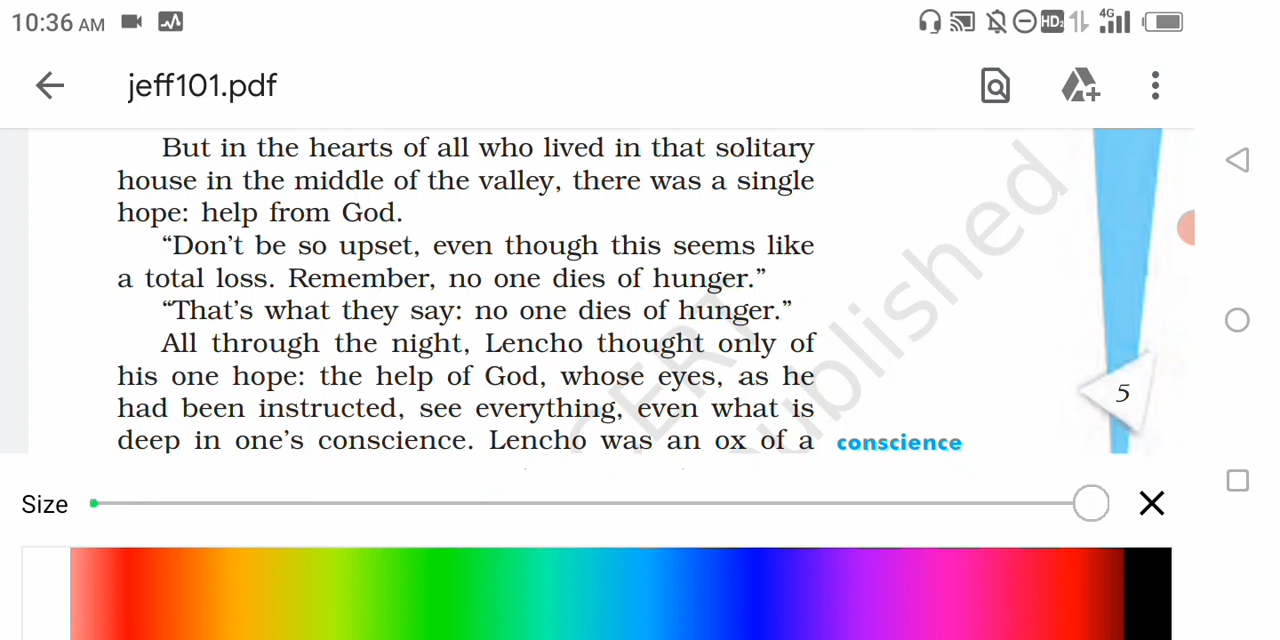 10:36 AM
HD2 4G
jeff101.pdf
But in the hearts of all who lived in that solitary
house in the middle of the valley, there was a single
hope: help from God.
“Don’t be so upset, even though this seems like
a total loss. Remember, no one dies of hunger.”
“That’s what they say: no one dies of hunger.”
All through the night, Lencho thought only of
his one hope: the help of God, whose eyes, as he
had been instructed, see everything, even what is
deep in one’s conscience. Lencho was an ox of a
conscience
5
CERT
ublished
Size